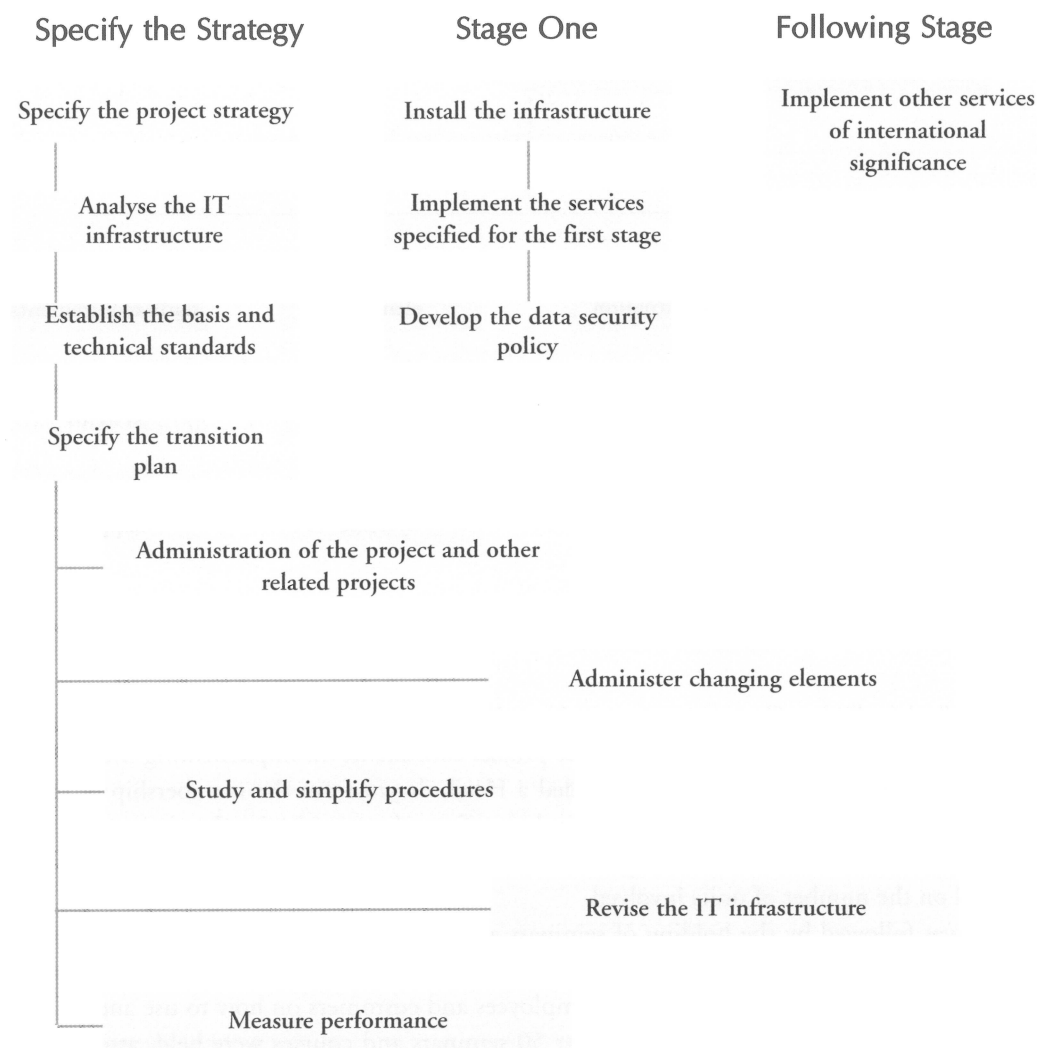 Specify the Strategy
Stage One
Following Stage
Specify the project strategy
Install the infrastructure
Implement other services
of international
significance
Analyse the IT
infrastructure
Implement the services
specified for the first stage
Establish the basis and
technical standards
Develop the data security
policy
Specify the transition
plan
Administration of the project and other
related projects
Administer changing elements
Study and simplify procedures
Revise the IT infrastructure
Measure performance